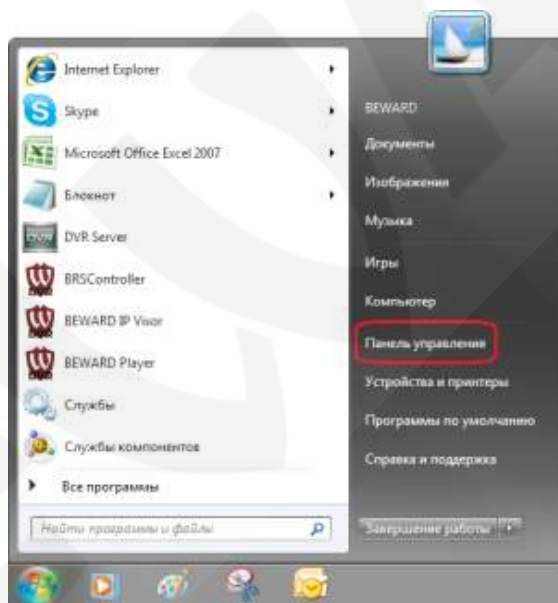 Internet Explorer
Skype
Microsoft Office Excel 2007
Блокнот
DVR Server
BRSController
BEWARD IP Visor
BEWARD Player
Службы
Службы компонентов
Все программы
Найти программы и файлы
BEWARD
Документы
Изображения
Музыка
Игры
Компьютер
Панель управления
Устройства и принтеры
Программы по умолчанию
Справка и поддержка
Завершение работы